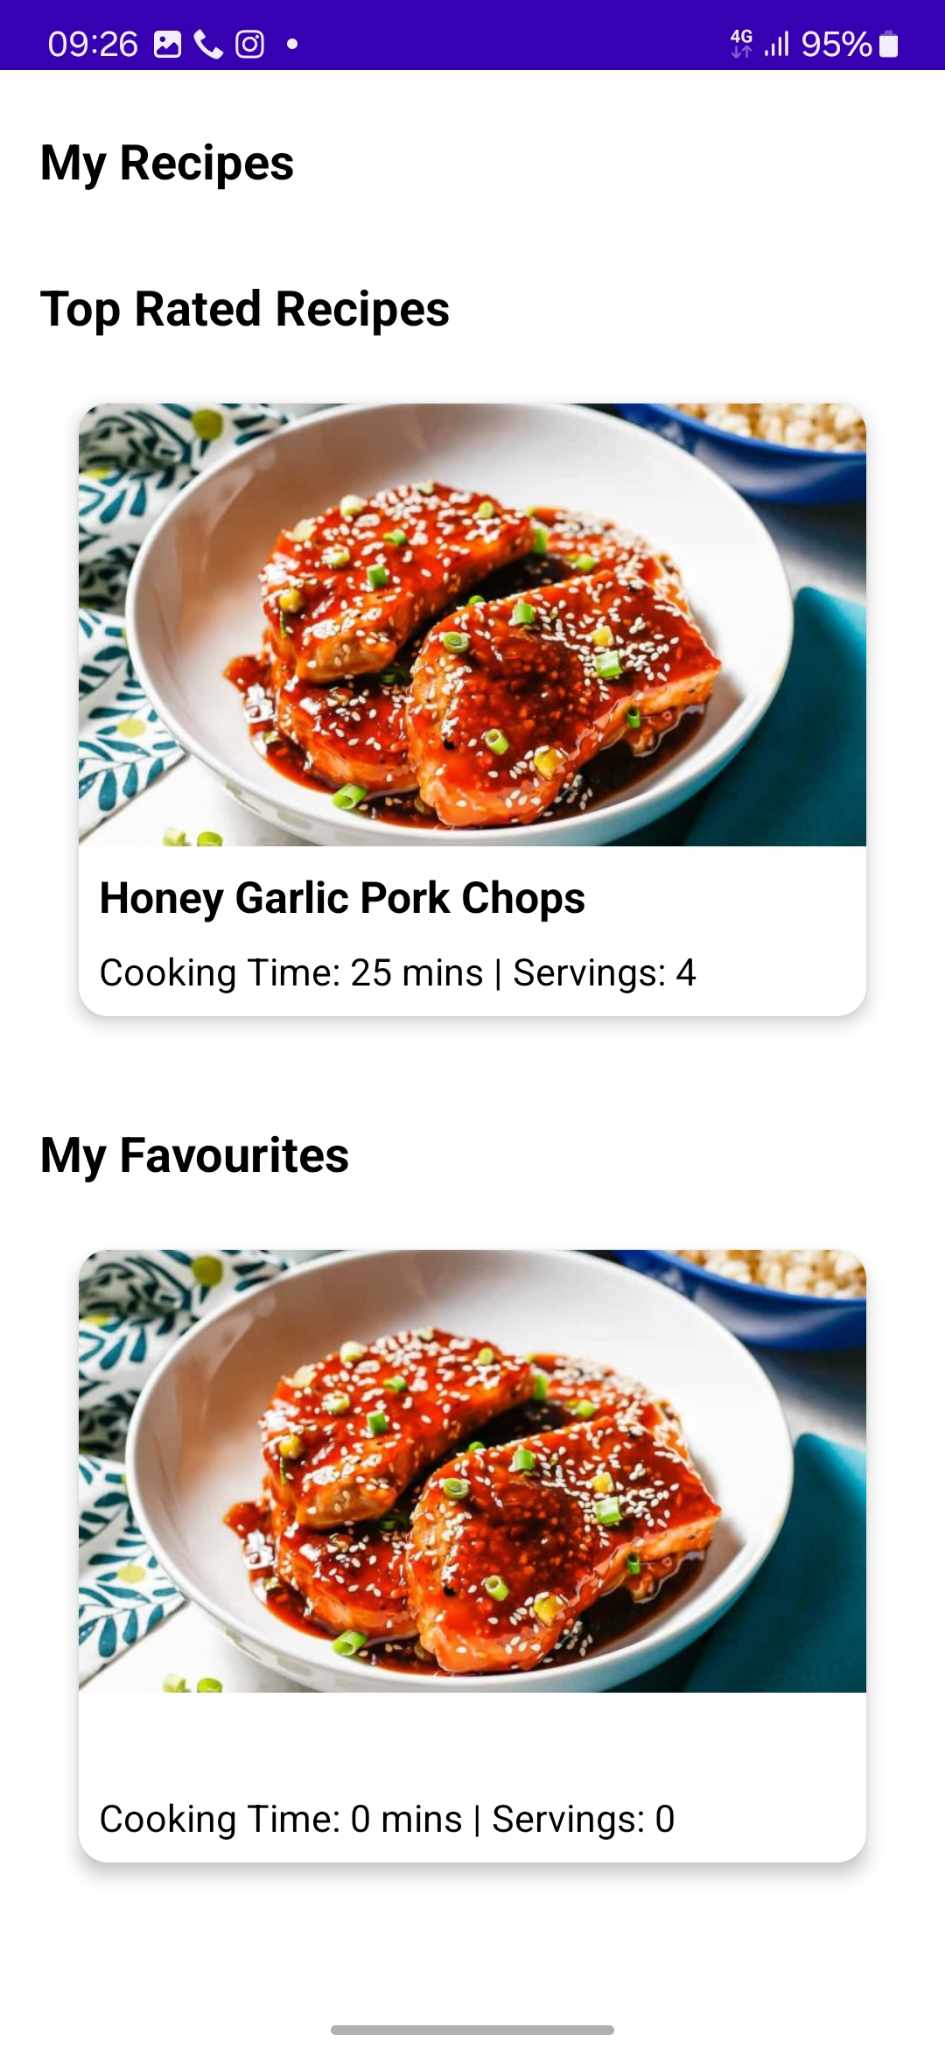 09:26
4G 95%
My Recipes
Top Rated Recipes
Honey Garlic Pork Chops
Cooking Time: 25 mins | Servings: 4
My Favourites
Cooking Time: 0 mins | Servings: 0